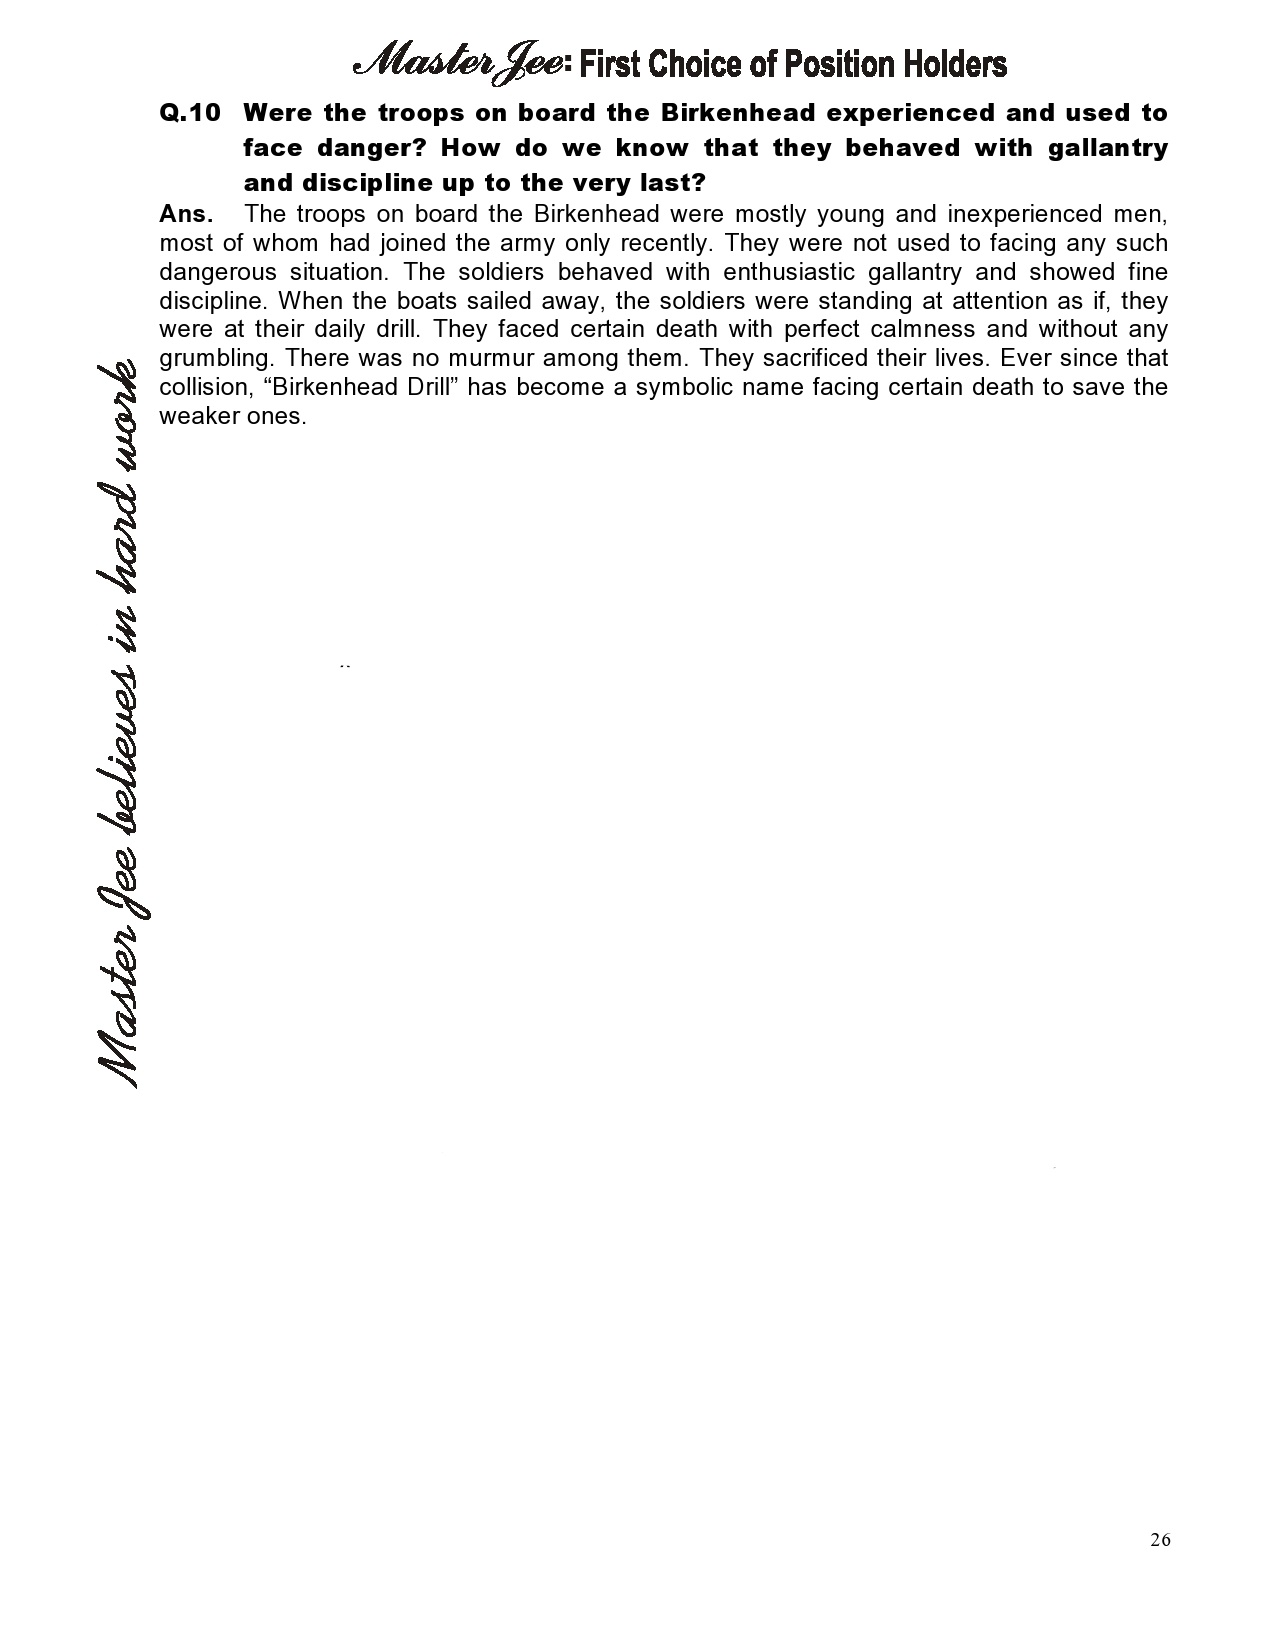 Master Jee: First Choice of Position Holders
Q.10 Were the troops on board the Birkenhead experienced and used to
face danger? How do we know that they behaved with gallantry
and discipline up to the very last?
Ans. The troops on board the Birkenhead were mostly young and inexperienced men,
most of whom had joined the army only recently. They were not used to facing any such
dangerous situation. The soldiers behaved with enthusiastic gallantry and showed fine
discipline. When the boats sailed away, the soldiers were standing at attention as if, they
were at their daily drill. They faced certain death with perfect calmness and without any
grumbling. There was no murmur among them. They sacrificed their lives. Ever since that
collision, “Birkenhead Drill” has become a symbolic name facing certain death to save the
weaker ones.
Master Jee believes in hard work
26